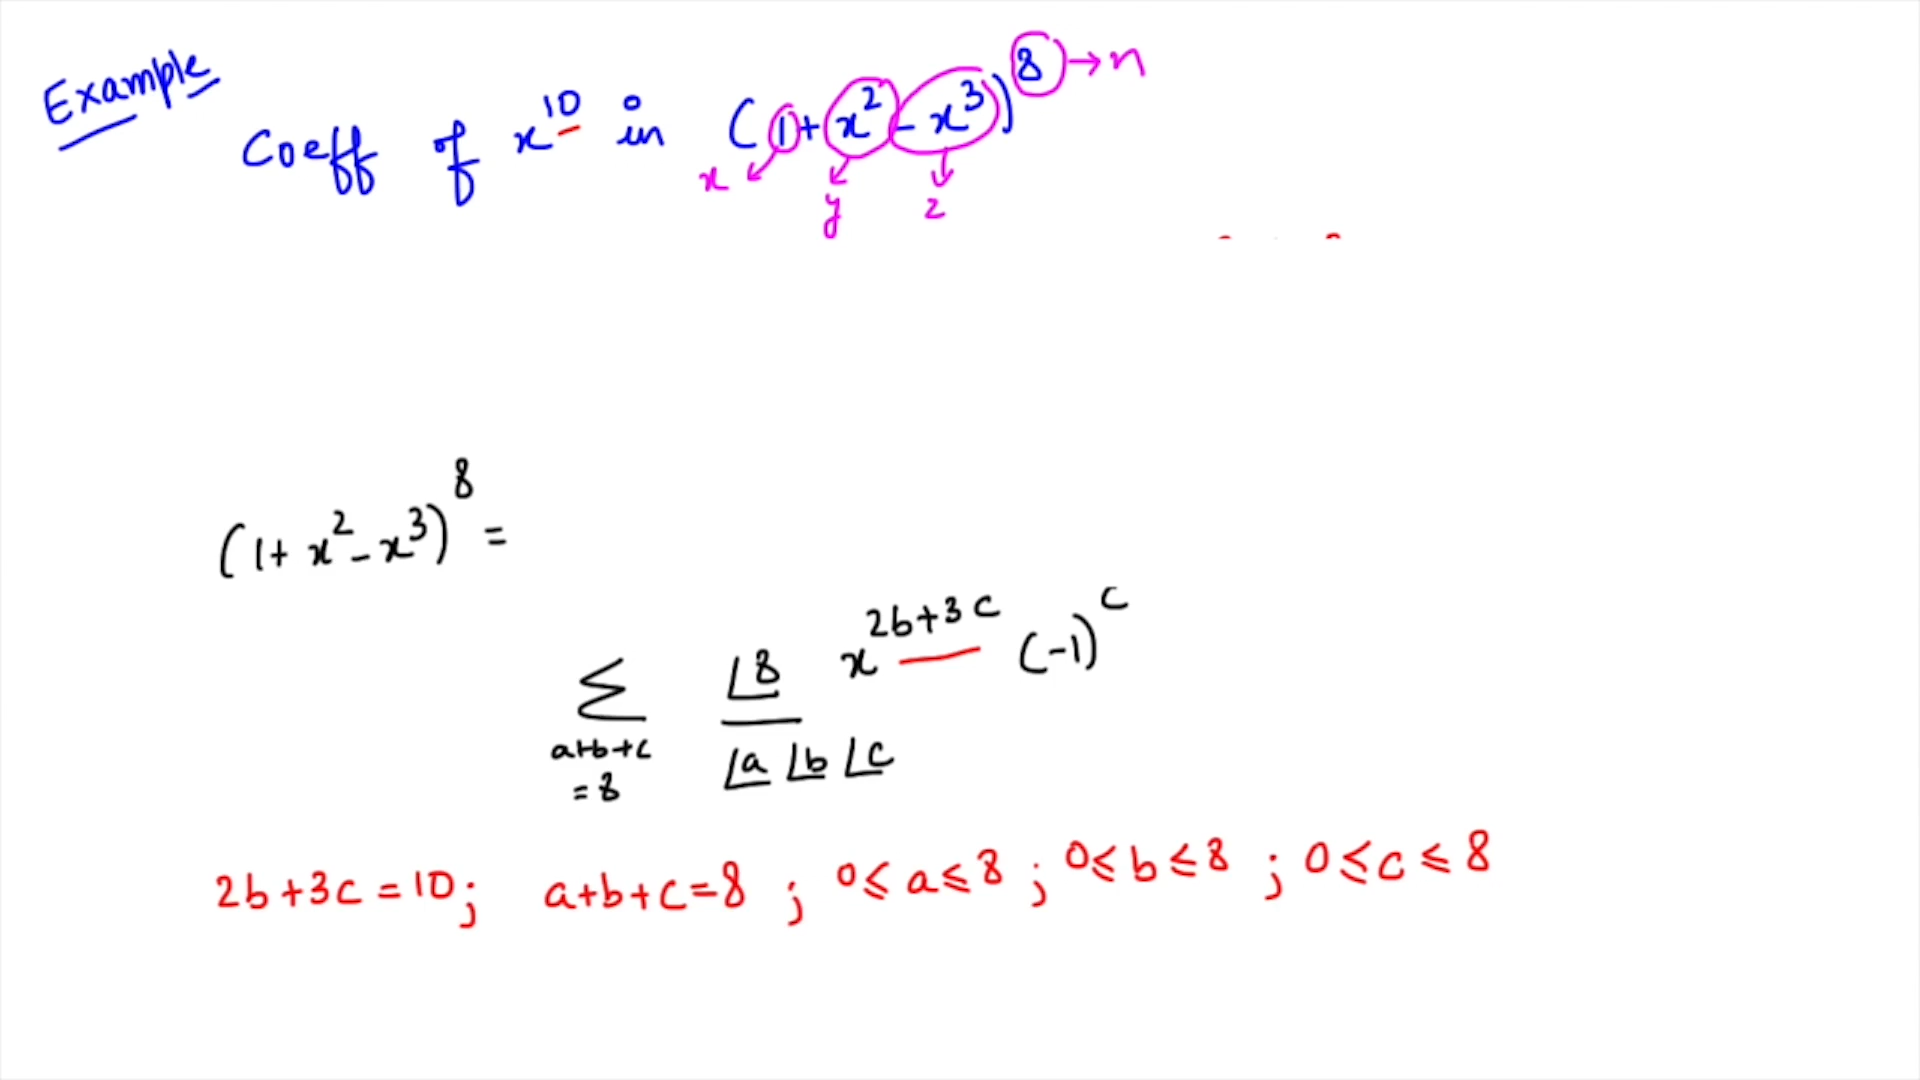 Example
Coeff of x^10 in (1 + x^2 - x^3)^8 → n
x y z
(1 + x^2 - x^3)^8 =
∑ ⌊8 x^(2b+3c) (-1)^c
a+b+c ⌊a ⌊b ⌊c
= 8
2b+3c = 10; a+b+c = 8 ; 0 ≤ a ≤ 8 ; 0 ≤ b ≤ 8 ; 0 ≤ c ≤ 8